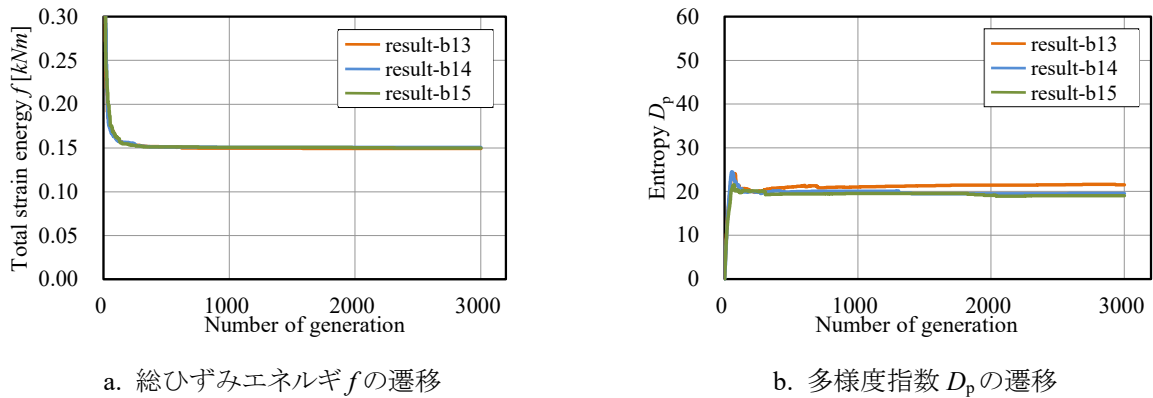 Total strain energy f [kNm]
0.30
0.25
0.20
0.15
0.10
0.05
0.00
result-b13
result-b14
result-b15
0 1000 2000 3000
Number of generation
a. 総ひずみエネルギ f の遷移
Entropy Dp
60
50
40
30
20
10
0
result-b13
result-b14
result-b15
0 1000 2000 3000
Number of generation
b. 多様度指数 Dp の遷移